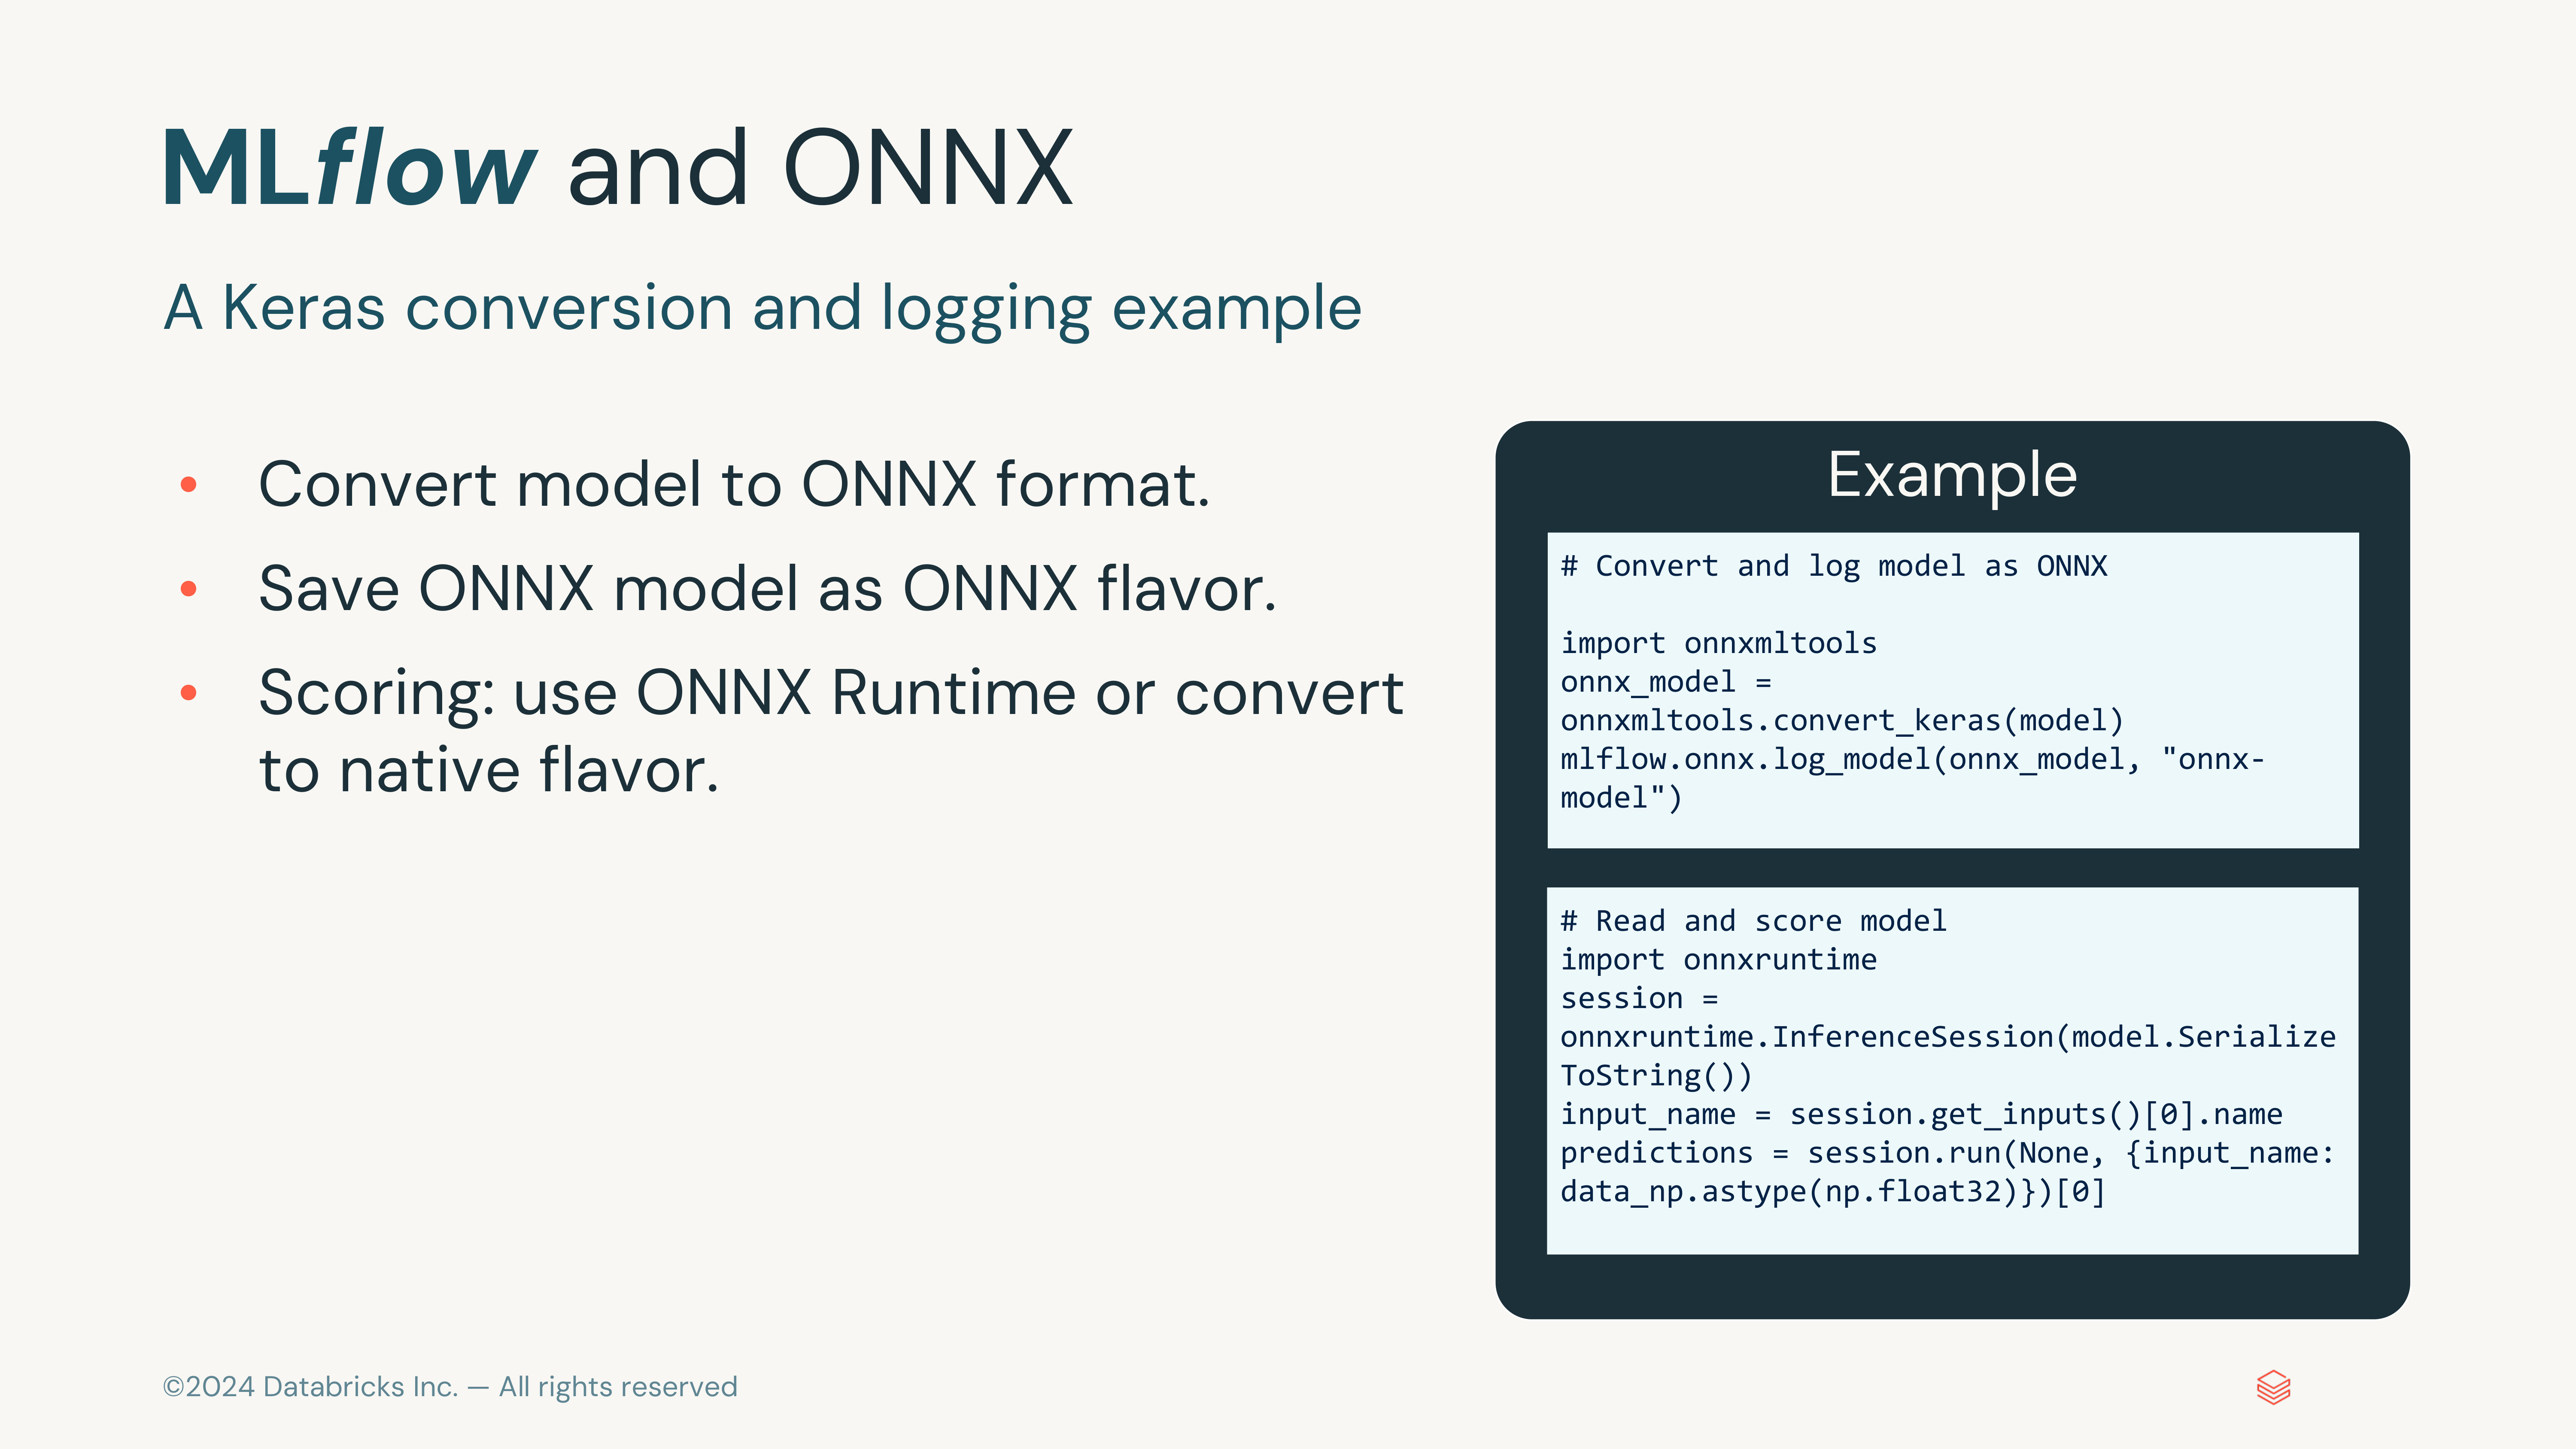 MLflow and ONNX
A Keras conversion and logging example
• Convert model to ONNX format.
• Save ONNX model as ONNX flavor.
• Scoring: use ONNX Runtime or convert
to native flavor.
Example
# Convert and log model as ONNX
import onnxmltools
onnx_model =
onnxmltools.convert_keras(model)
mlflow.onnx.log_model(onnx_model, "onnx-
model")
# Read and score model
import onnxruntime
session =
onnxruntime.InferenceSession(model.Serialize
ToString())
input_name = session.get_inputs()[0].name
predictions = session.run(None, {input_name:
data_np.astype(np.float32)})[0]
©2024 Databricks Inc. — All rights reserved